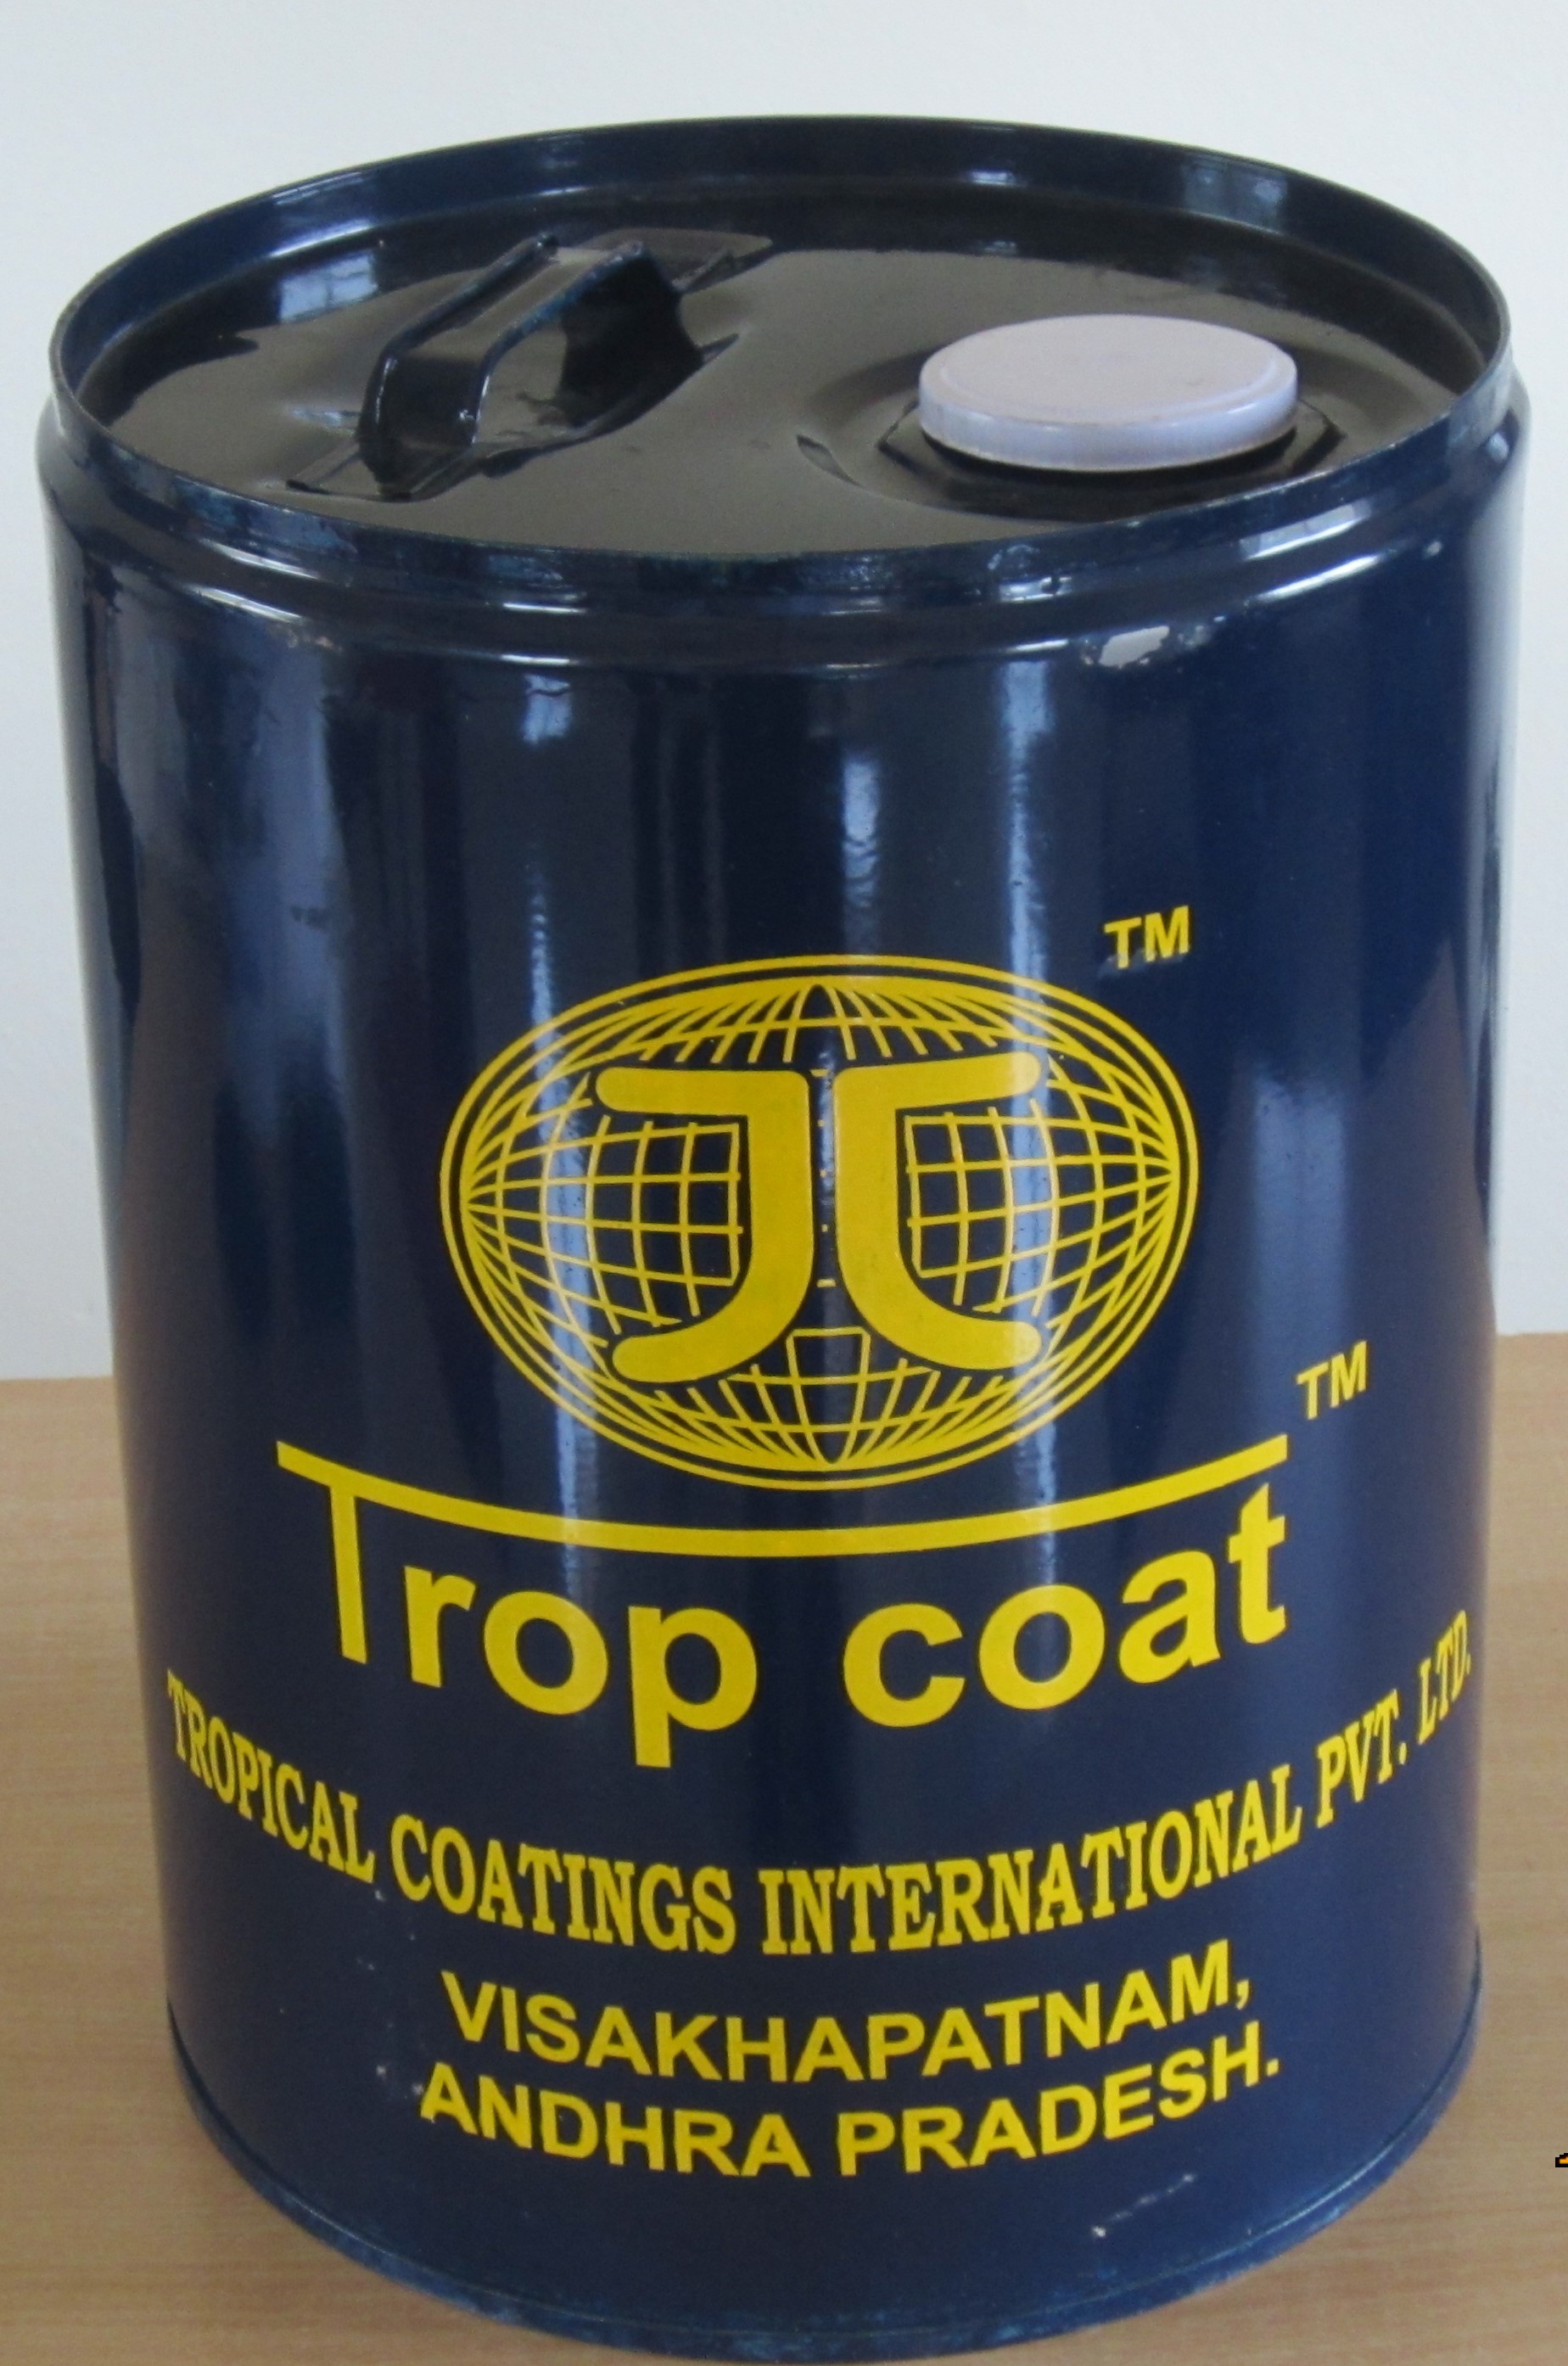 TM
TM
Trop coat
TROPICAL COATINGS INTERNATIONAL PVT. LTD.
VISAKHAPATNAM,
ANDHRA PRADESH.